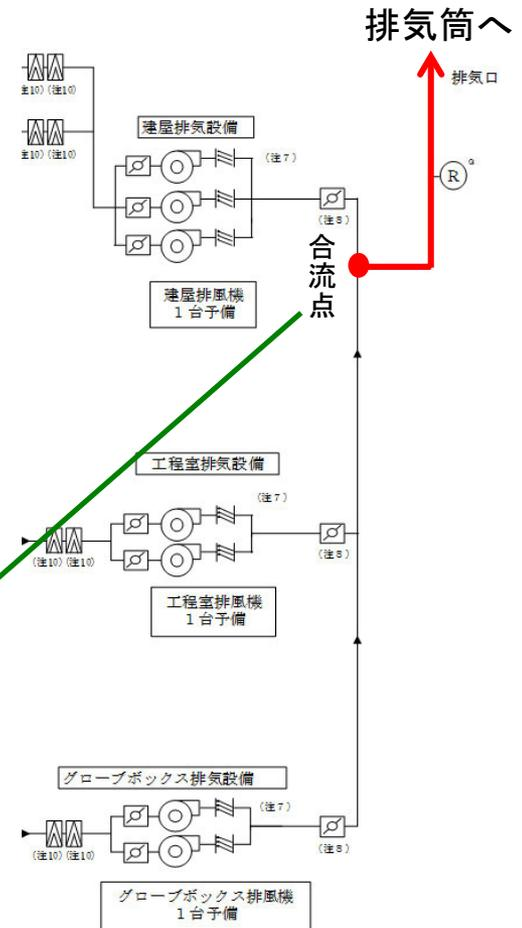 排気筒へ
排気口
主10) (注10)
主10) (注10)
建屋排気設備
(注7)
R
a
(注8)
合流点
建屋排風機
1台予備
工程室排気設備
(注7)
(注10) (注10)
(注8)
工程室排風機
1台予備
グローブボックス排気設備
(注7)
(注10) (注10)
(注8)
グローブボックス排風機
1台予備